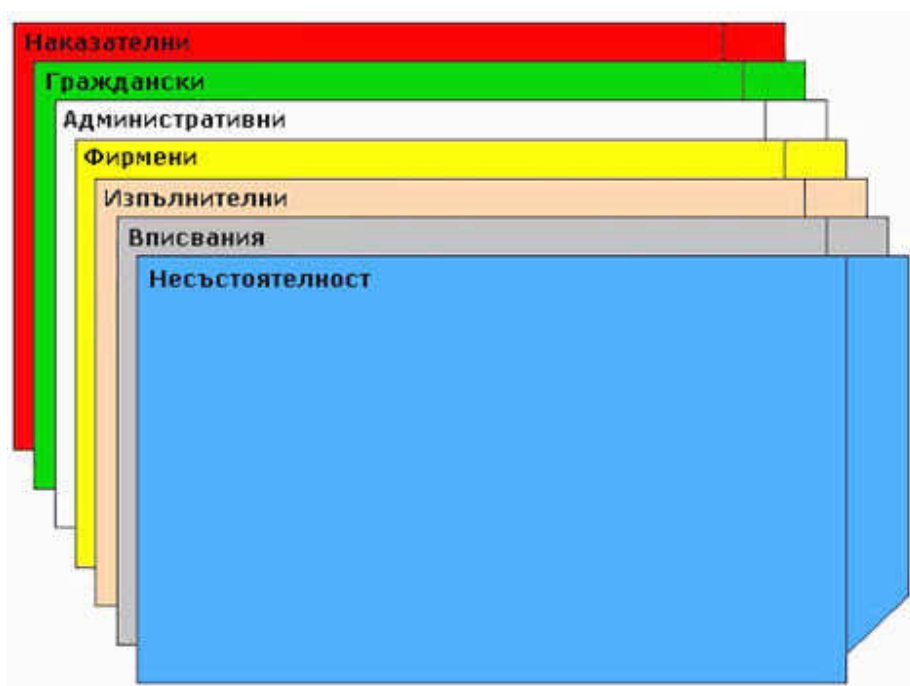 Наказателни
Граждански
Административни
Фирмени
Изпълнителни
Вписвания
Несъстоятелност